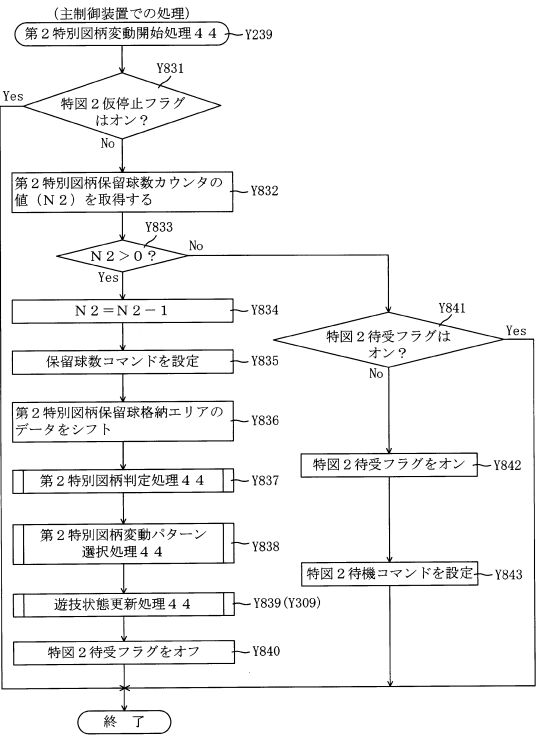 (主制御装置での処理)
第２特別図柄変動開始処理４４
Y239
Y831
Yes
特図２仮停止フラグ
はオン？
No
第２特別図柄保留球数カウンタの
値（Ｎ２）を取得する
Y832
Y833
Ｎ２＞０？
No
Yes
Ｎ２＝Ｎ２－１
Y834
保留球数コマンドを設定
Y835
第２特別図柄保留球格納エリアの
データをシフト
Y836
第２特別図柄判定処理４４
Y837
第２特別図柄変動パターン
選択処理４４
Y838
遊技状態更新処理４４
Y839(Y309)
特図２待受フラグをオフ
Y840
Y841
特図２待受フラグは
オン？
Yes
No
特図２待受フラグをオン
Y842
特図２待機コマンドを設定
Y843
終 了